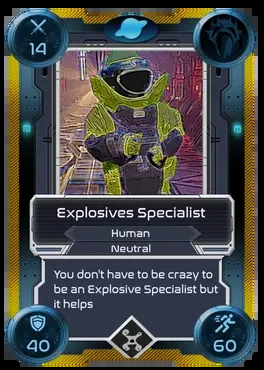 14
Explosives Specialist
Human
Neutral
You don't have to be crazy to
be an Explosive Specialist but
it helps
40
60